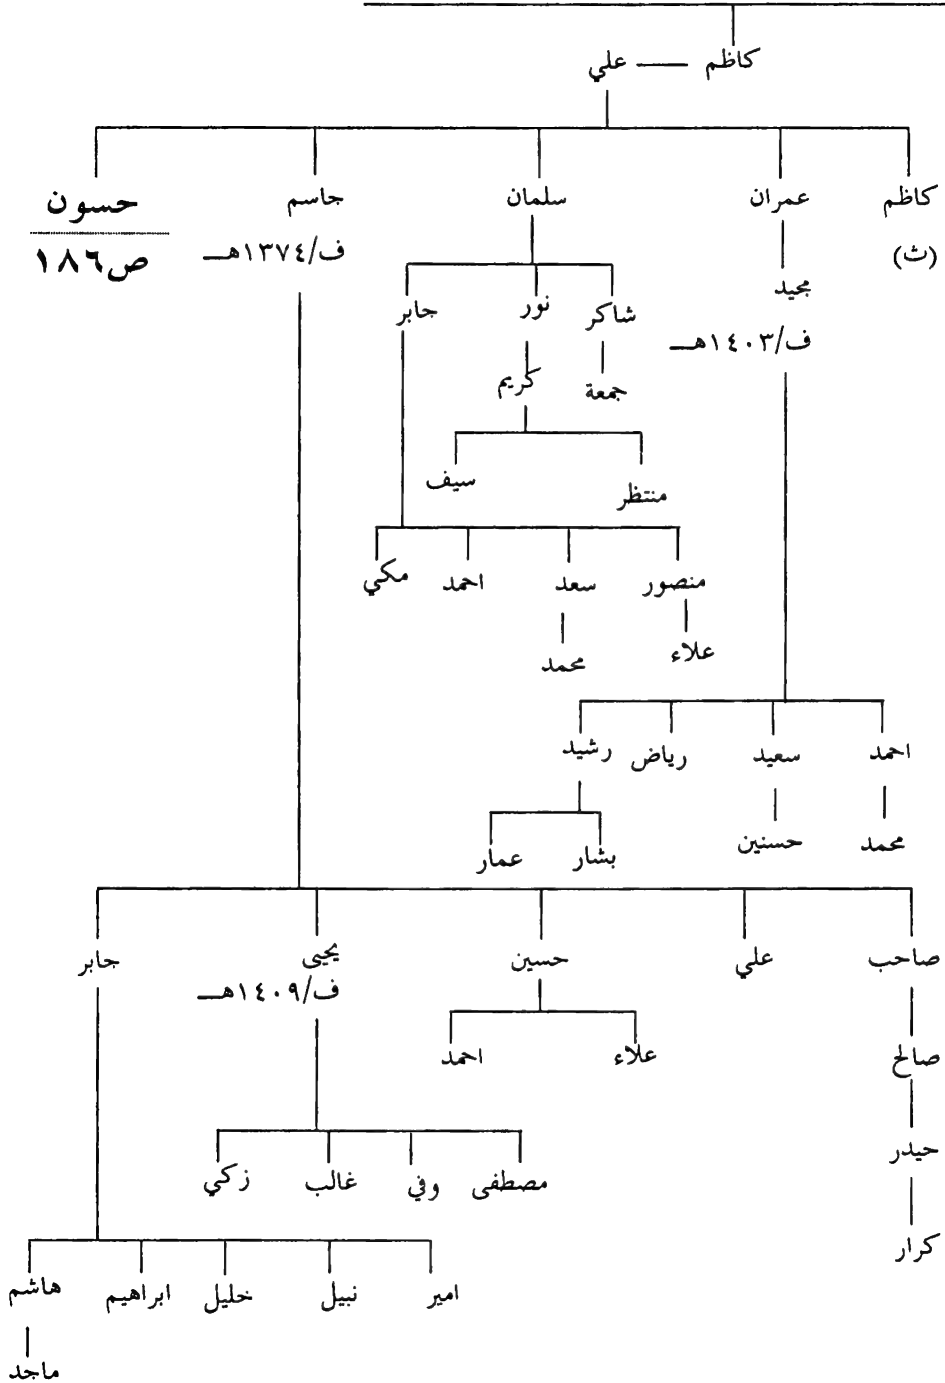 كاظم — علي
كاظم عمران سلمان جاسم حسون
(ث) ف/١٣٧٤هـ ص١٨٦
مجيد شاكر نور جابر
ف/١٤٠٣هـ
جمعة كريم
منتظر سيف
منصور سعد احمد مكي
علاء محمد
احمد سعيد رياض رشيد
محمد حسنين بشار عمار
صاحب علي حسين يحيى جابر
ف/١٤٠٩هـ
صالح علاء احمد
حيدر
مصطفى وفي غالب زكي
كرار
امير نبيل خليل ابراهيم هاشم
ماجد